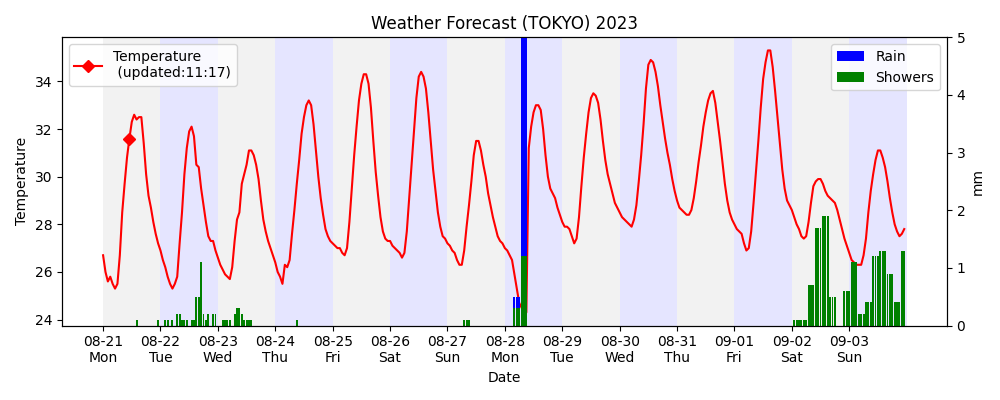 Weather Forecast (TOKYO) 2023
Temperature
(updated:11:17)
Rain
Showers
Temperature
34
32
30
28
26
24
5
4
3
2
1
0
mm
08-21 08-22 08-23 08-24 08-25 08-26 08-27 08-28 08-29 08-30 08-31 09-01 09-02 09-03
Mon Tue Wed Thu Fri Sat Sun Mon Tue Wed Thu Fri Sat Sun
Date